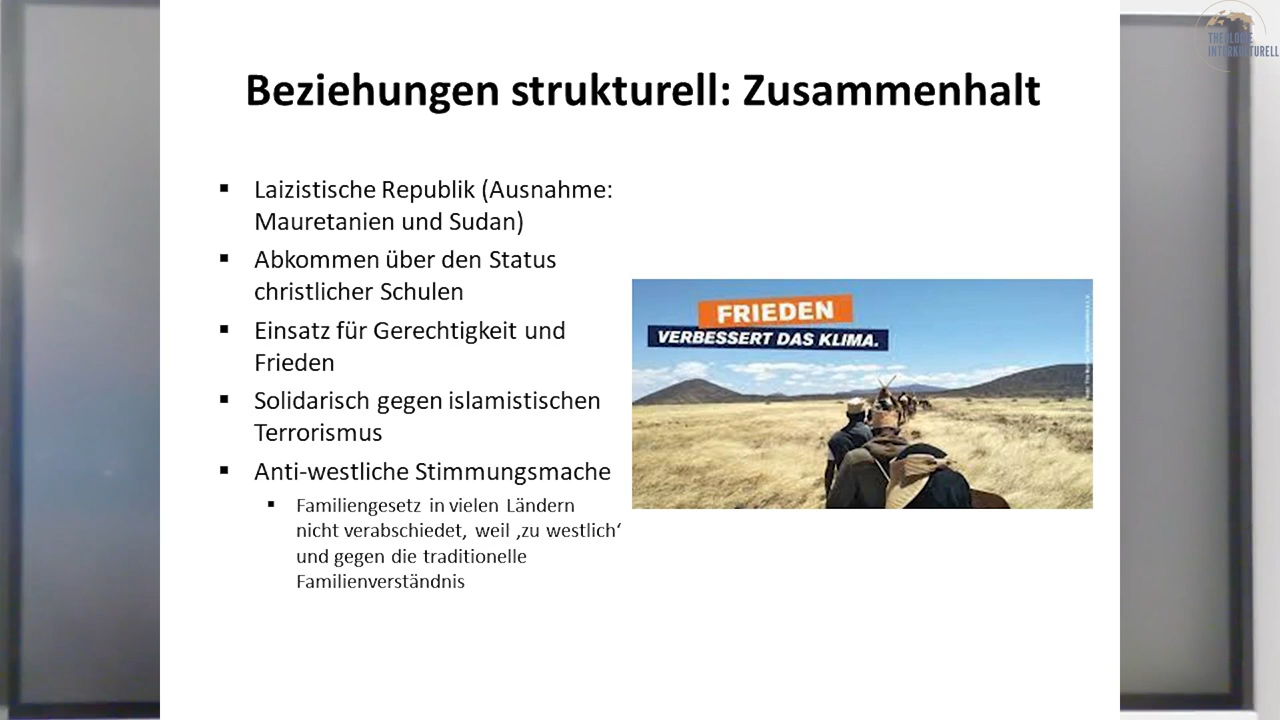 THEOLOGIE
INTERKULTURELL
Beziehungen strukturell: Zusammenhalt
▪ Laizistische Republik (Ausnahme:
Mauretanien und Sudan)
▪ Abkommen über den Status
christlicher Schulen
▪ Einsatz für Gerechtigkeit und
Frieden
▪ Solidarisch gegen islamistischen
Terrorismus
▪ Anti-westliche Stimmungsmache
▪ Familiengesetz in vielen Ländern
nicht verabschiedet, weil ‚zu westlich‘
und gegen die traditionelle
Familienverständnis
FRIEDEN
VERBESSERT DAS KLIMA.